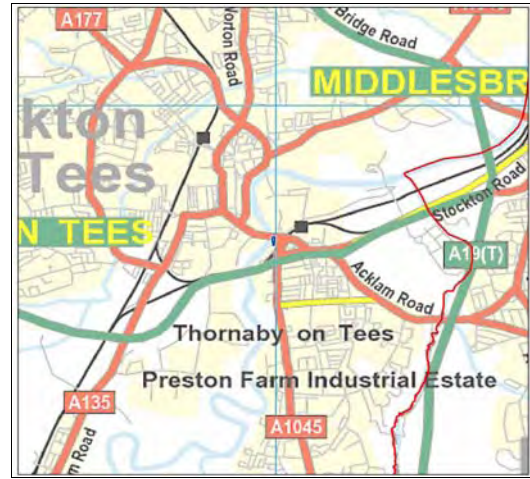 A177
Norton Road
Bridge Road
MIDDLESBR
kton
Tees
N TEES
Stockton Road
A19(T)
Acklam Road
Thornaby on Tees
Preston Farm Industrial Estate
A135
m Road
A1045